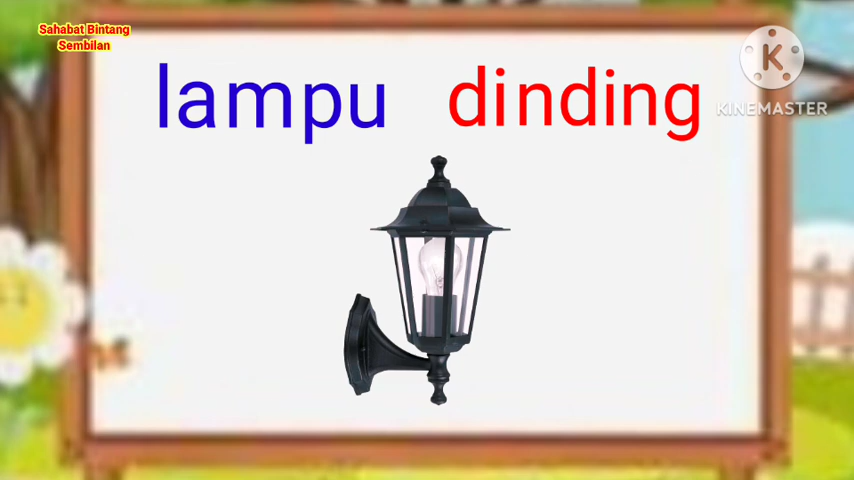 Sahabat Bintang
Sembilan
lampu dinding
K
KINEMASTER